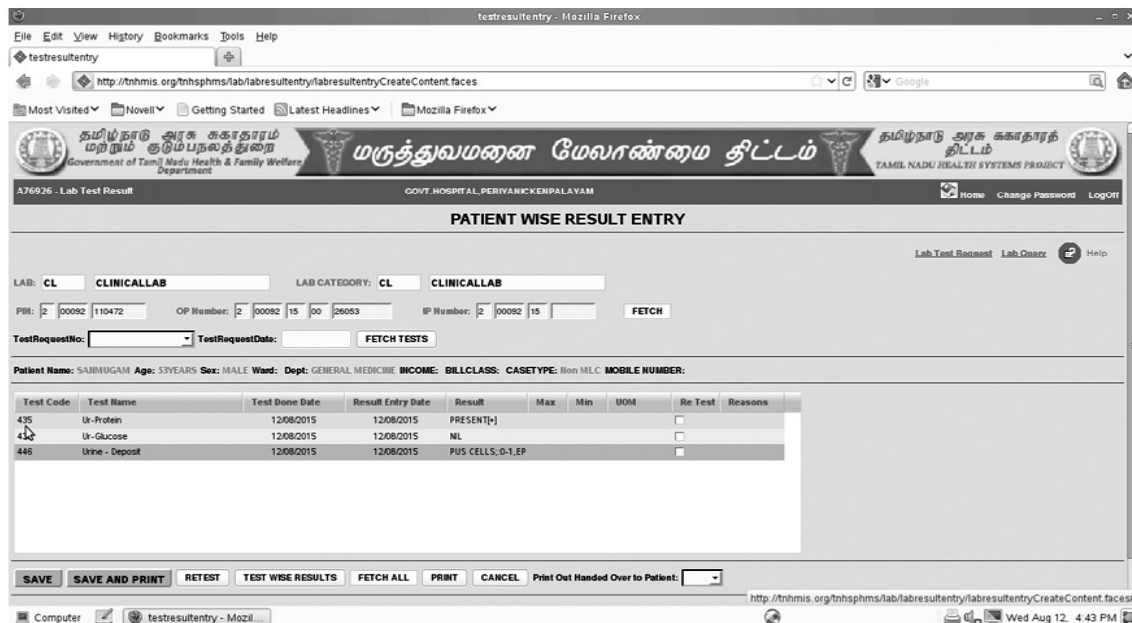 testresultentry - Mozilla Firefox
File Edit View History Bookmarks Tools Help
testresultentry
http://tnhmis.org/tnhsphms/lab/labresultentry/labresultentryCreateContent.faces
Google
Most Visited Novell Getting Started Latest Headlines Mozilla Firefox
தமிழ்நாடு அரசு சுகாதாரம்
மற்றும் குடும்பநலத்துறை
Government of Tamil Nadu Health & Family Welfare
Department
மருத்துவமனை மேலாண்மை திட்டம்
தமிழ்நாடு அரசு சுகாதாரத்
திட்டம்
TAMIL NADU HEALTH SYSTEMS PROJECT
A76926 - Lab Test Result GOVT.HOSPITAL,PERIYANICKENPALAYAM Home Change Password LogOff
PATIENT WISE RESULT ENTRY
Lab Test Request Lab Query Help
LAB: CL CLINICALLAB LAB CATEGORY: CL CLINICALLAB
PIN: 2 00092 110472 OP Number: 2 00092 15 00 26053 IP Number: 2 00092 15 FETCH
TestRequestNo: TestRequestDate: FETCH TESTS
Patient Name: SANMUGAM Age: 53YEARS Sex: MALE Ward: Dept: GENERAL MEDICINE INCOME: BILLCLASS: CASETYPE: Non MLC MOBILE NUMBER:
Test Code Test Name Test Done Date Result Entry Date Result Max Min UOM Re Test Reasons
435 Ur-Protein 12/08/2015 12/08/2015 PRESENT[+]
Ur-Glucose 12/08/2015 12/08/2015 NIL
446 Urine - Deposit 12/08/2015 12/08/2015 PUS CELLS,:0-1,EP
SAVE SAVE AND PRINT RETEST TEST WISE RESULTS FETCH ALL PRINT CANCEL Print Out Handed Over to Patient:
http://tnhmis.org/tnhsphms/lab/labresultentry/labresultentryCreateContent.faces#
Computer testresultentry - Mozil... Wed Aug 12, 4:43 PM